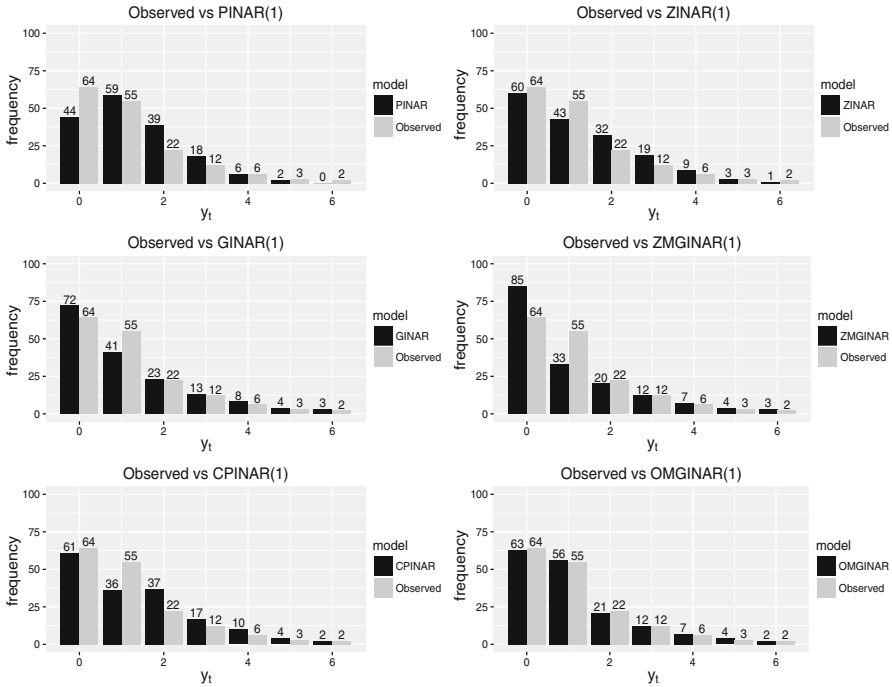 Observed vs PINAR(1)
100
75
50
25
0
frequency
44 64 59 55 39 22 18 12 6 6 2 3 0 2
0 2 4 6
yt
model
PINAR
Observed
Observed vs ZINAR(1)
100
75
50
25
0
frequency
60 64 43 55 32 22 19 12 9 6 3 3 1 2
0 2 4 6
yt
model
ZINAR
Observed
Observed vs GINAR(1)
100
75
50
25
0
frequency
72 64 41 55 23 22 13 12 8 6 4 3 3 2
0 2 4 6
yt
model
GINAR
Observed
Observed vs ZMGINAR(1)
100
75
50
25
0
frequency
85 64 33 55 20 22 12 12 7 6 4 3 3 2
0 2 4 6
yt
model
ZMGINAR
Observed
Observed vs CPINAR(1)
100
75
50
25
0
frequency
61 64 36 55 37 22 17 12 10 6 4 3 2 2
0 2 4 6
yt
model
CPINAR
Observed
Observed vs OMGINAR(1)
100
75
50
25
0
frequency
63 64 56 55 21 22 12 12 7 6 4 3 2 2
0 2 4 6
yt
model
OMGINAR
Observed